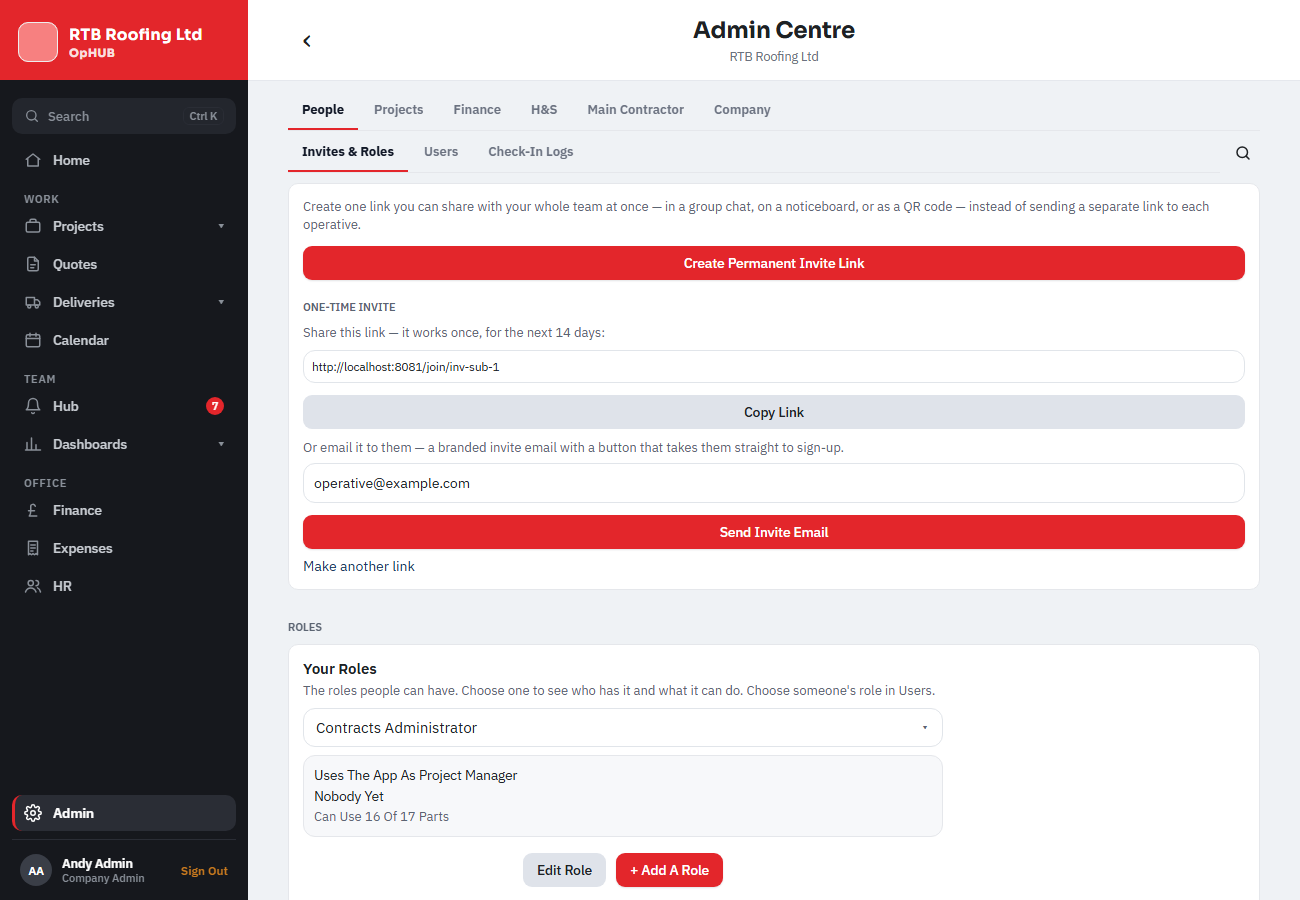 RTB Roofing Ltd
OpHUB
Search
Ctrl K
Home
WORK
Projects
Quotes
Deliveries
Calendar
TEAM
Hub
7
Dashboards
OFFICE
Finance
Expenses
HR
Admin
AA
Andy Admin
Company Admin
Sign Out
Admin Centre
RTB Roofing Ltd
People
Projects
Finance
H&S
Main Contractor
Company
Invites & Roles
Users
Check-In Logs
Create one link you can share with your whole team at once — in a group chat, on a noticeboard, or as a QR code — instead of sending a separate link to each
operative.
Create Permanent Invite Link
ONE-TIME INVITE
Share this link — it works once, for the next 14 days:
http://localhost:8081/join/inv-sub-1
Copy Link
Or email it to them — a branded invite email with a button that takes them straight to sign-up.
operative@example.com
Send Invite Email
Make another link
ROLES
Your Roles
The roles people can have. Choose one to see who has it and what it can do. Choose someone's role in Users.
Contracts Administrator
Uses The App As Project Manager
Nobody Yet
Can Use 16 Of 17 Parts
Edit Role
+ Add A Role